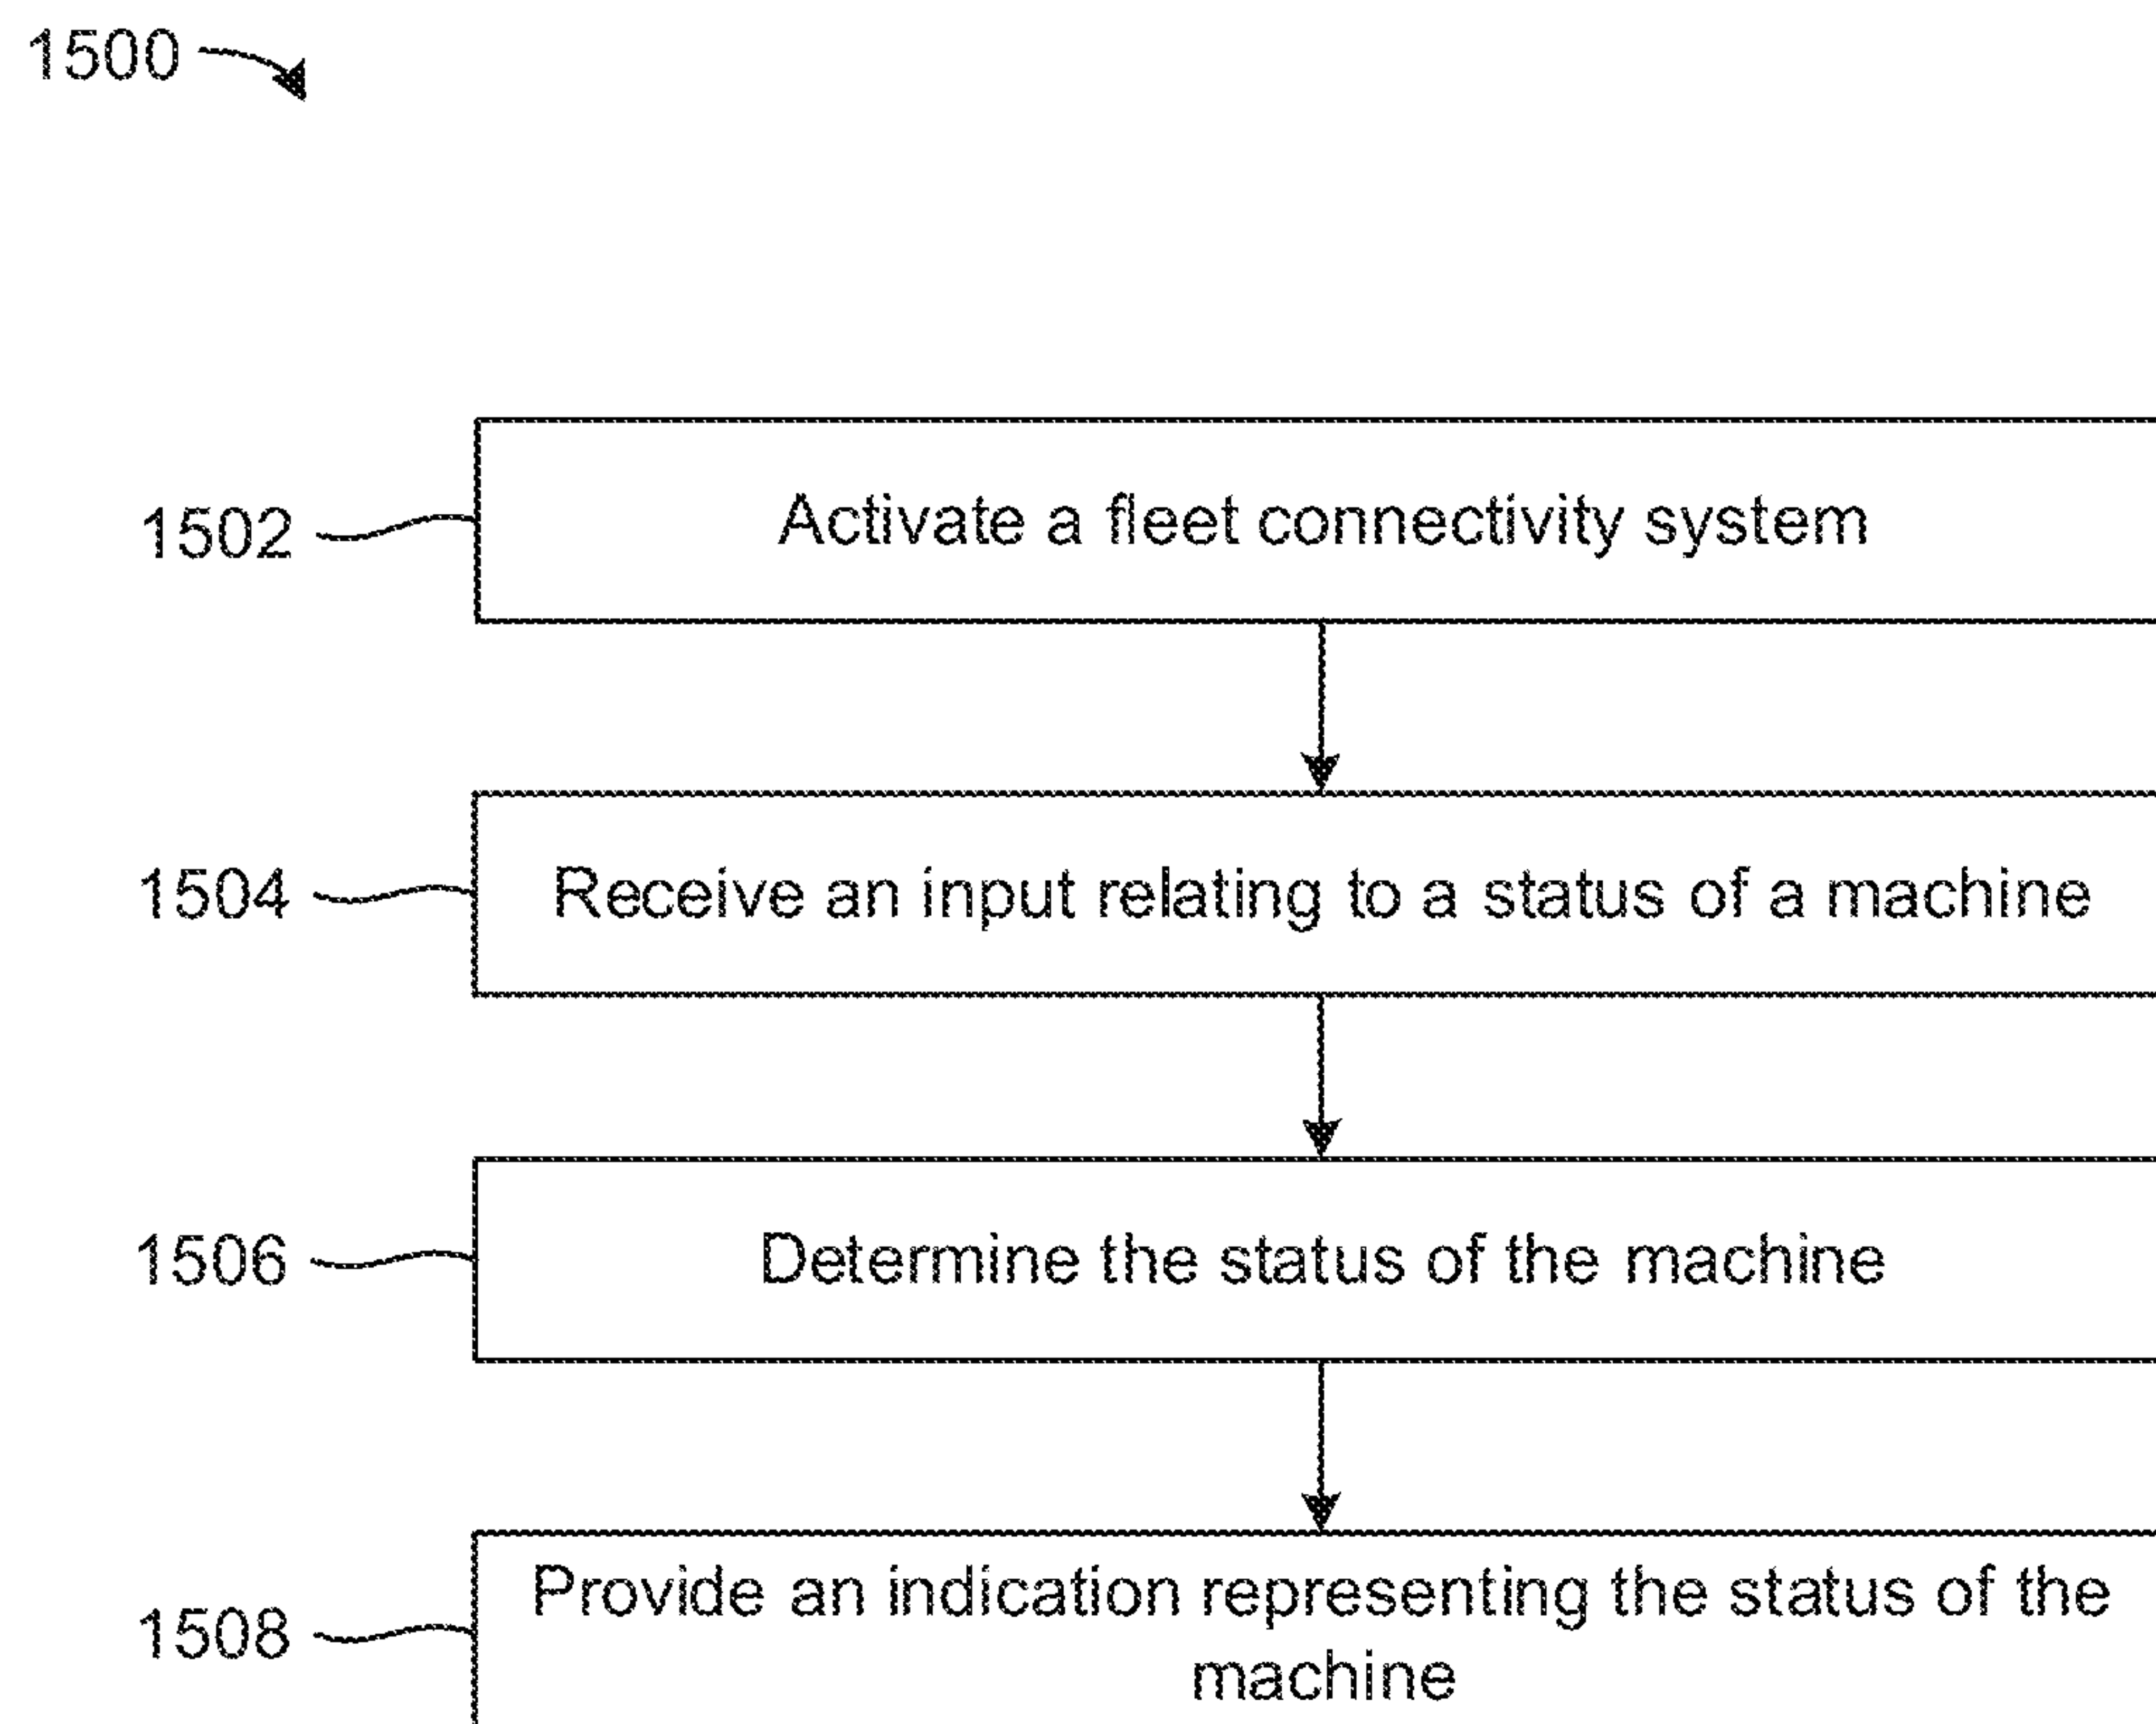 1500
1502
Activate a fleet connectivity system
1504
Receive an input relating to a status of a machine
1506
Determine the status of the machine
1508
Provide an indication representing the status of the
machine